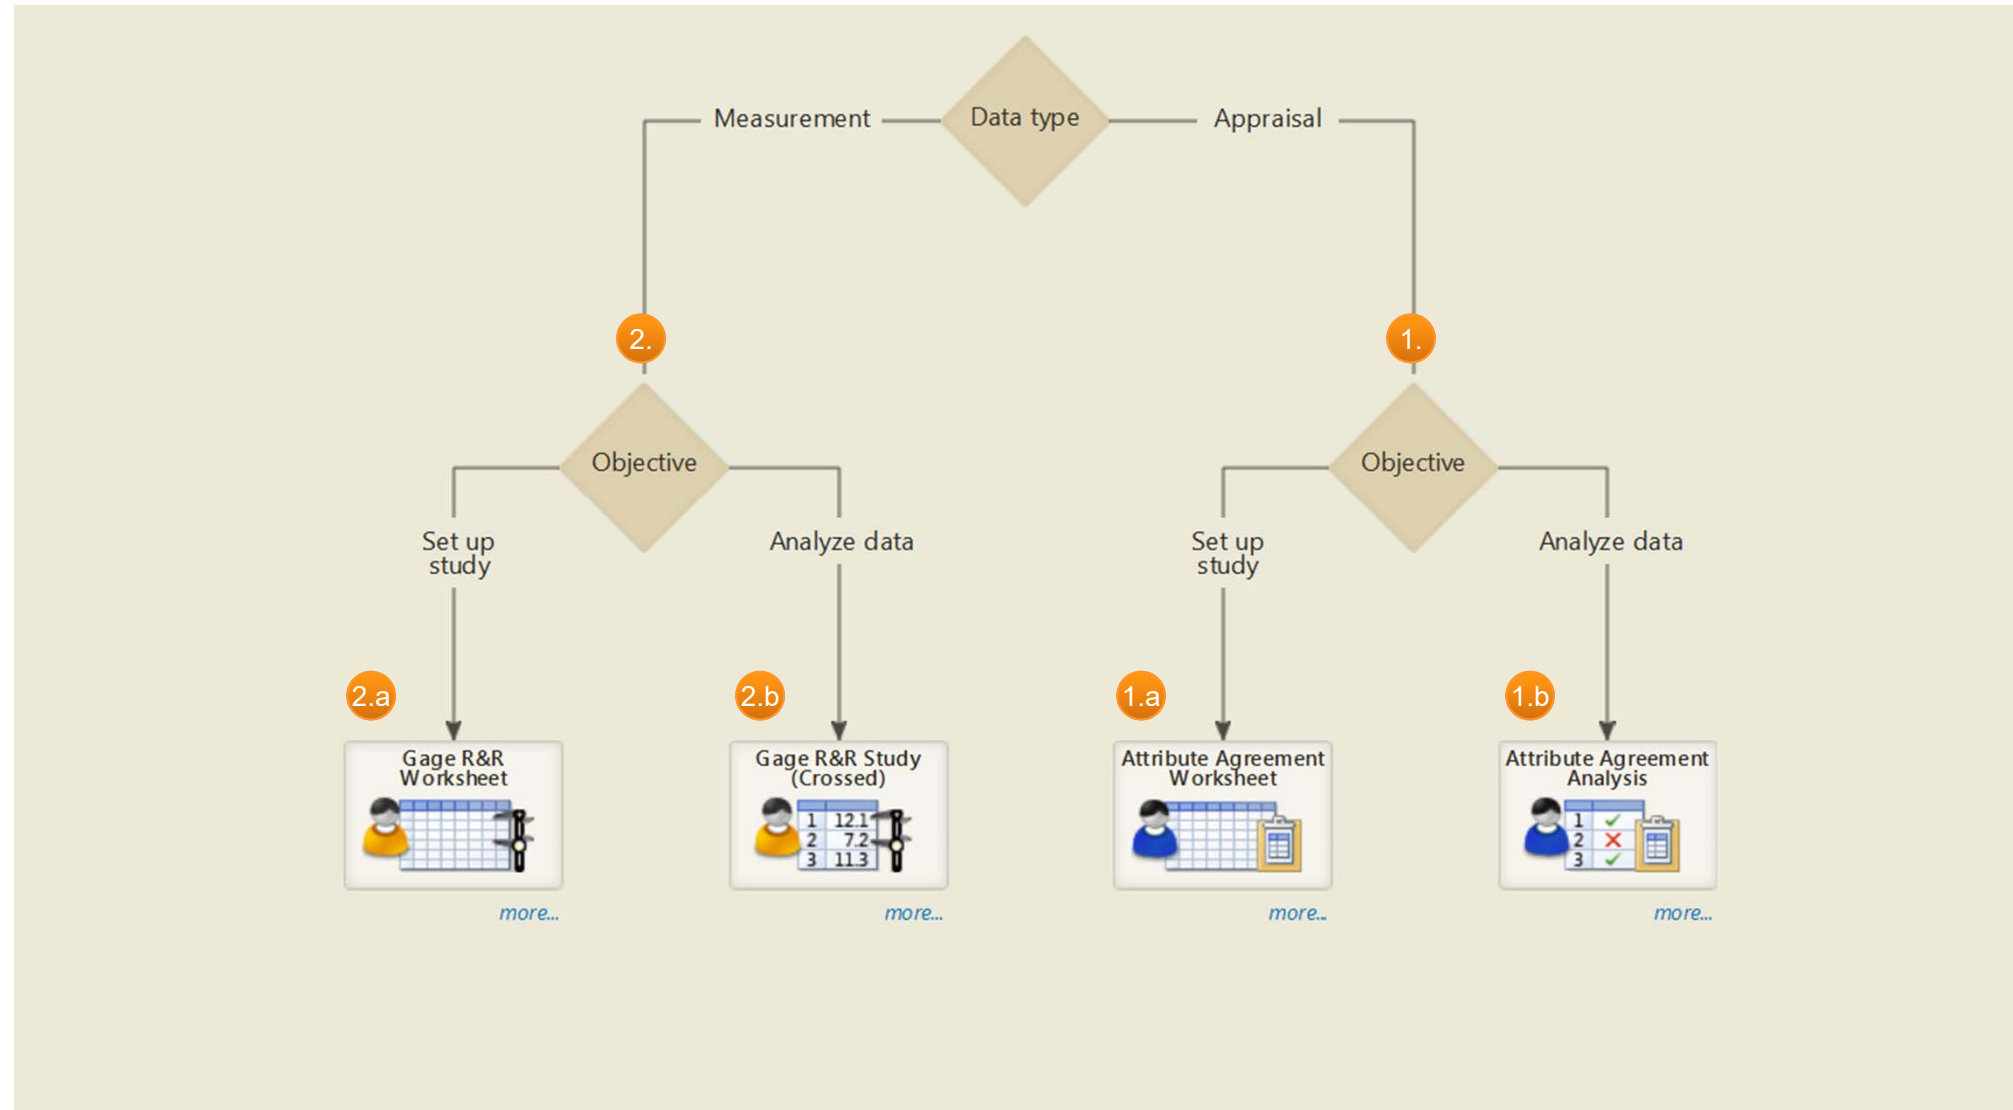 Data type
Measurement
Appraisal
2.
1.
Objective
Objective
Set up
study
Analyze data
Set up
study
Analyze data
2.a
2.b
1.a
1.b
Gage R&R
Worksheet
Gage R&R Study
(Crossed)
1 12.1
2 7.2
3 11.3
Attribute Agreement
Worksheet
Attribute Agreement
Analysis
1
2
3
more...
more...
more...
more...